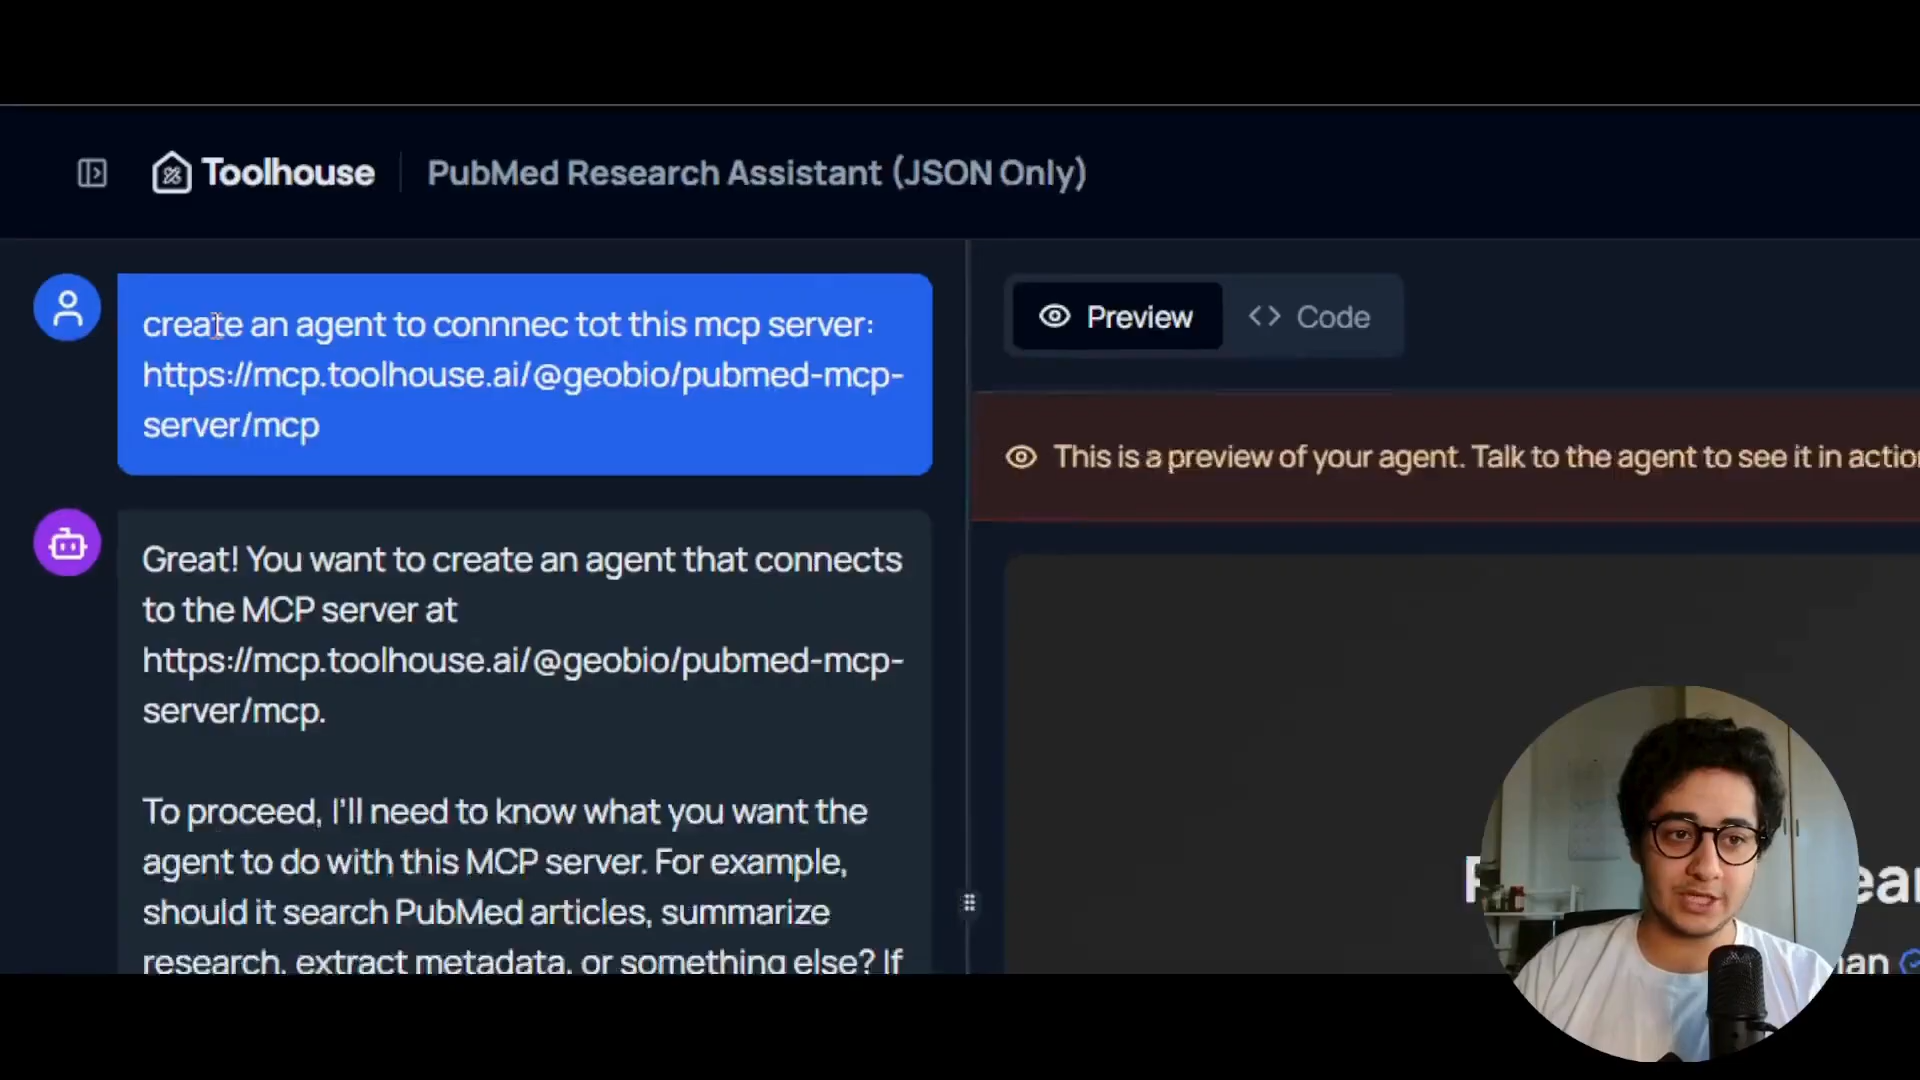 Toolhouse
PubMed Research Assistant (JSON Only)
create an agent to connnec tot this mcp server:
https://mcp.toolhouse.ai/@geobio/pubmed-mcp-
server/mcp
Great! You want to create an agent that connects
to the MCP server at
https://mcp.toolhouse.ai/@geobio/pubmed-mcp-
server/mcp.
To proceed, I'll need to know what you want the
agent to do with this MCP server. For example,
should it search PubMed articles, summarize
research, extract metadata, or something else? If
Preview
Code
This is a preview of your agent. Talk to the agent to see it in action